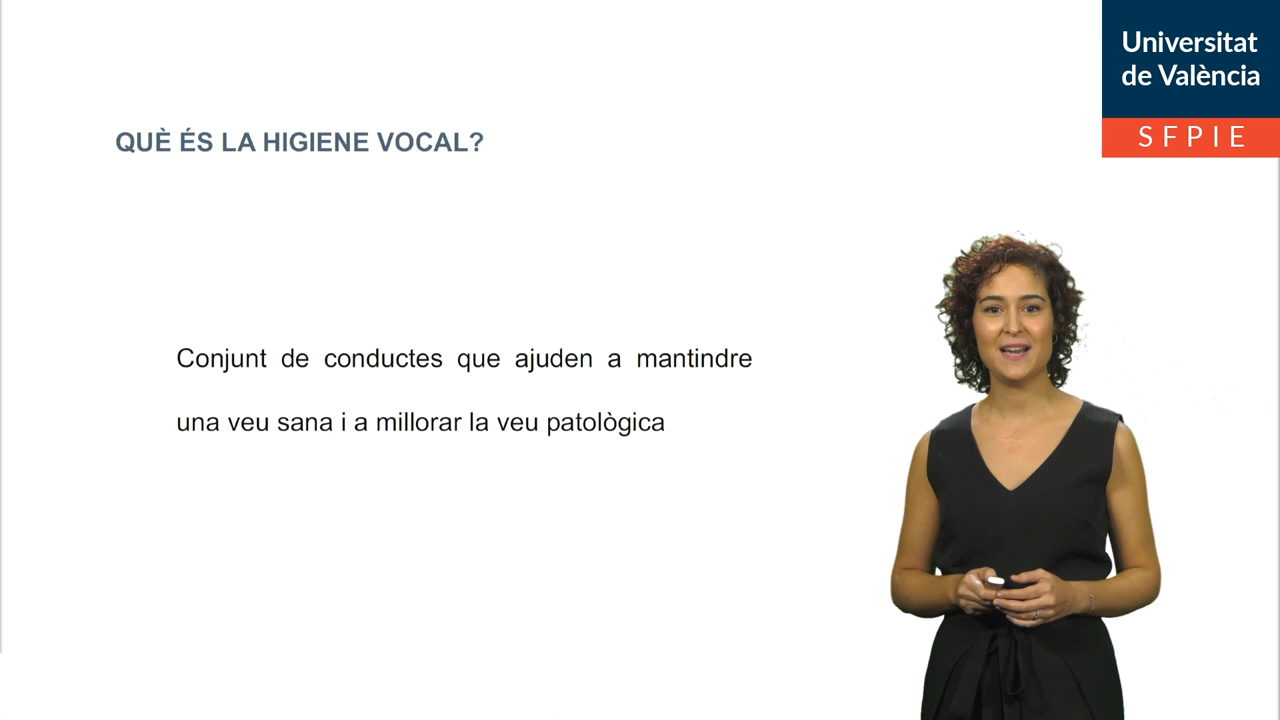 Universitat
de València
SFPIE
QUÈ ÉS LA HIGIENE VOCAL?
Conjunt de conductes que ajuden a mantindre
una veu sana i a millorar la veu patològica